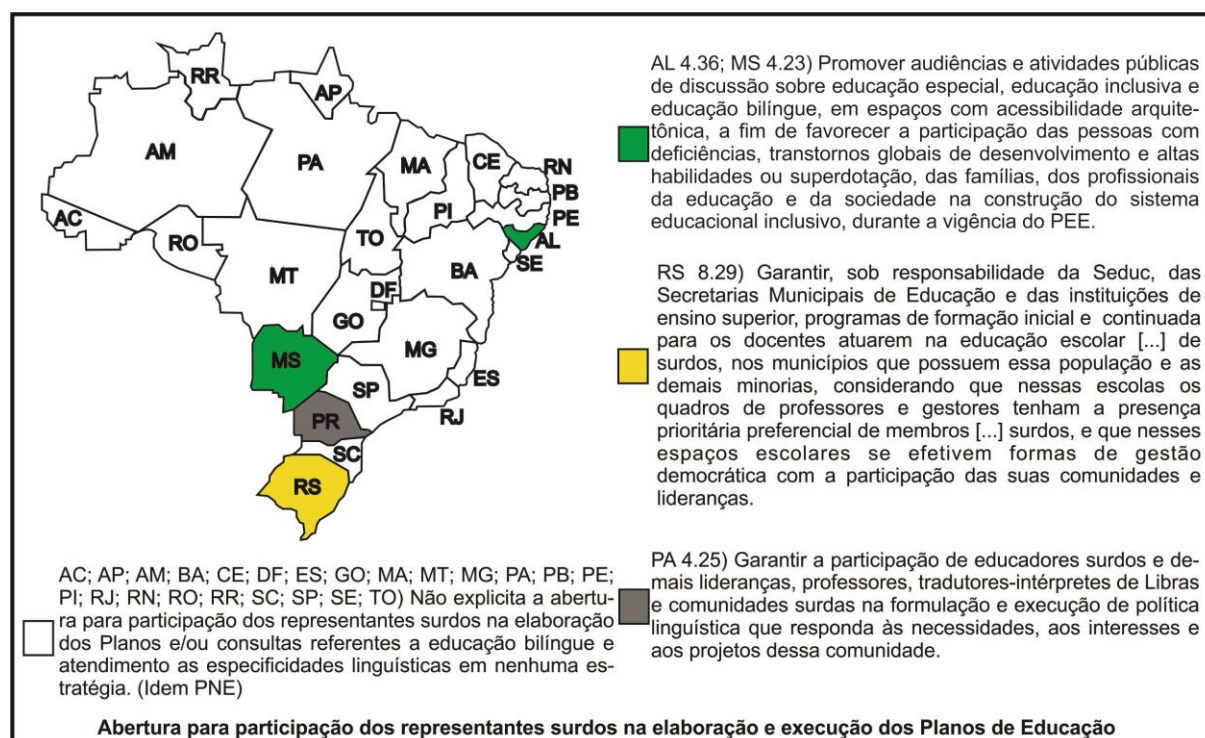 RR
AP
AM
PA
MA
CE
RN
PB
PE
PI
AC
RO
TO
AL
SE
BA
MT
DF
GO
MG
MS
ES
SP
RJ
PR
SC
RS
AL 4.36; MS 4.23) Promover audiências e atividades públicas
de discussão sobre educação especial, educação inclusiva e
educação bilíngue, em espaços com acessibilidade arquite-
tônica, a fim de favorecer a participação das pessoas com
deficiências, transtornos globais de desenvolvimento e altas
habilidades ou superdotação, das famílias, dos profissionais
da educação e da sociedade na construção do sistema
educacional inclusivo, durante a vigência do PEE.
RS 8.29) Garantir, sob responsabilidade da Seduc, das
Secretarias Municipais de Educação e das instituições de
ensino superior, programas de formação inicial e continuada
para os docentes atuarem na educação escolar [...] de
surdos, nos municípios que possuem essa população e as
demais minorias, considerando que nessas escolas os
quadros de professores e gestores tenham a presença
prioritária preferencial de membros [...] surdos, e que nesses
espaços escolares se efetivem formas de gestão
democrática com a participação das suas comunidades e
lideranças.
PA 4.25) Garantir a participação de educadores surdos e de-
mais lideranças, professores, tradutores-intérpretes de Libras
e comunidades surdas na formulação e execução de política
linguística que responda às necessidades, aos interesses e
aos projetos dessa comunidade.
AC; AP; AM; BA; CE; DF; ES; GO; MA; MT; MG; PA; PB; PE;
PI; RJ; RN; RO; RR; SC; SP; SE; TO) Não explicita a abertu-
ra para participação dos representantes surdos na elaboração
dos Planos e/ou consultas referentes a educação bilíngue e
atendimento as especificidades linguísticas em nenhuma es-
tratégia. (Idem PNE)
Abertura para participação dos representantes surdos na elaboração e execução dos Planos de Educação